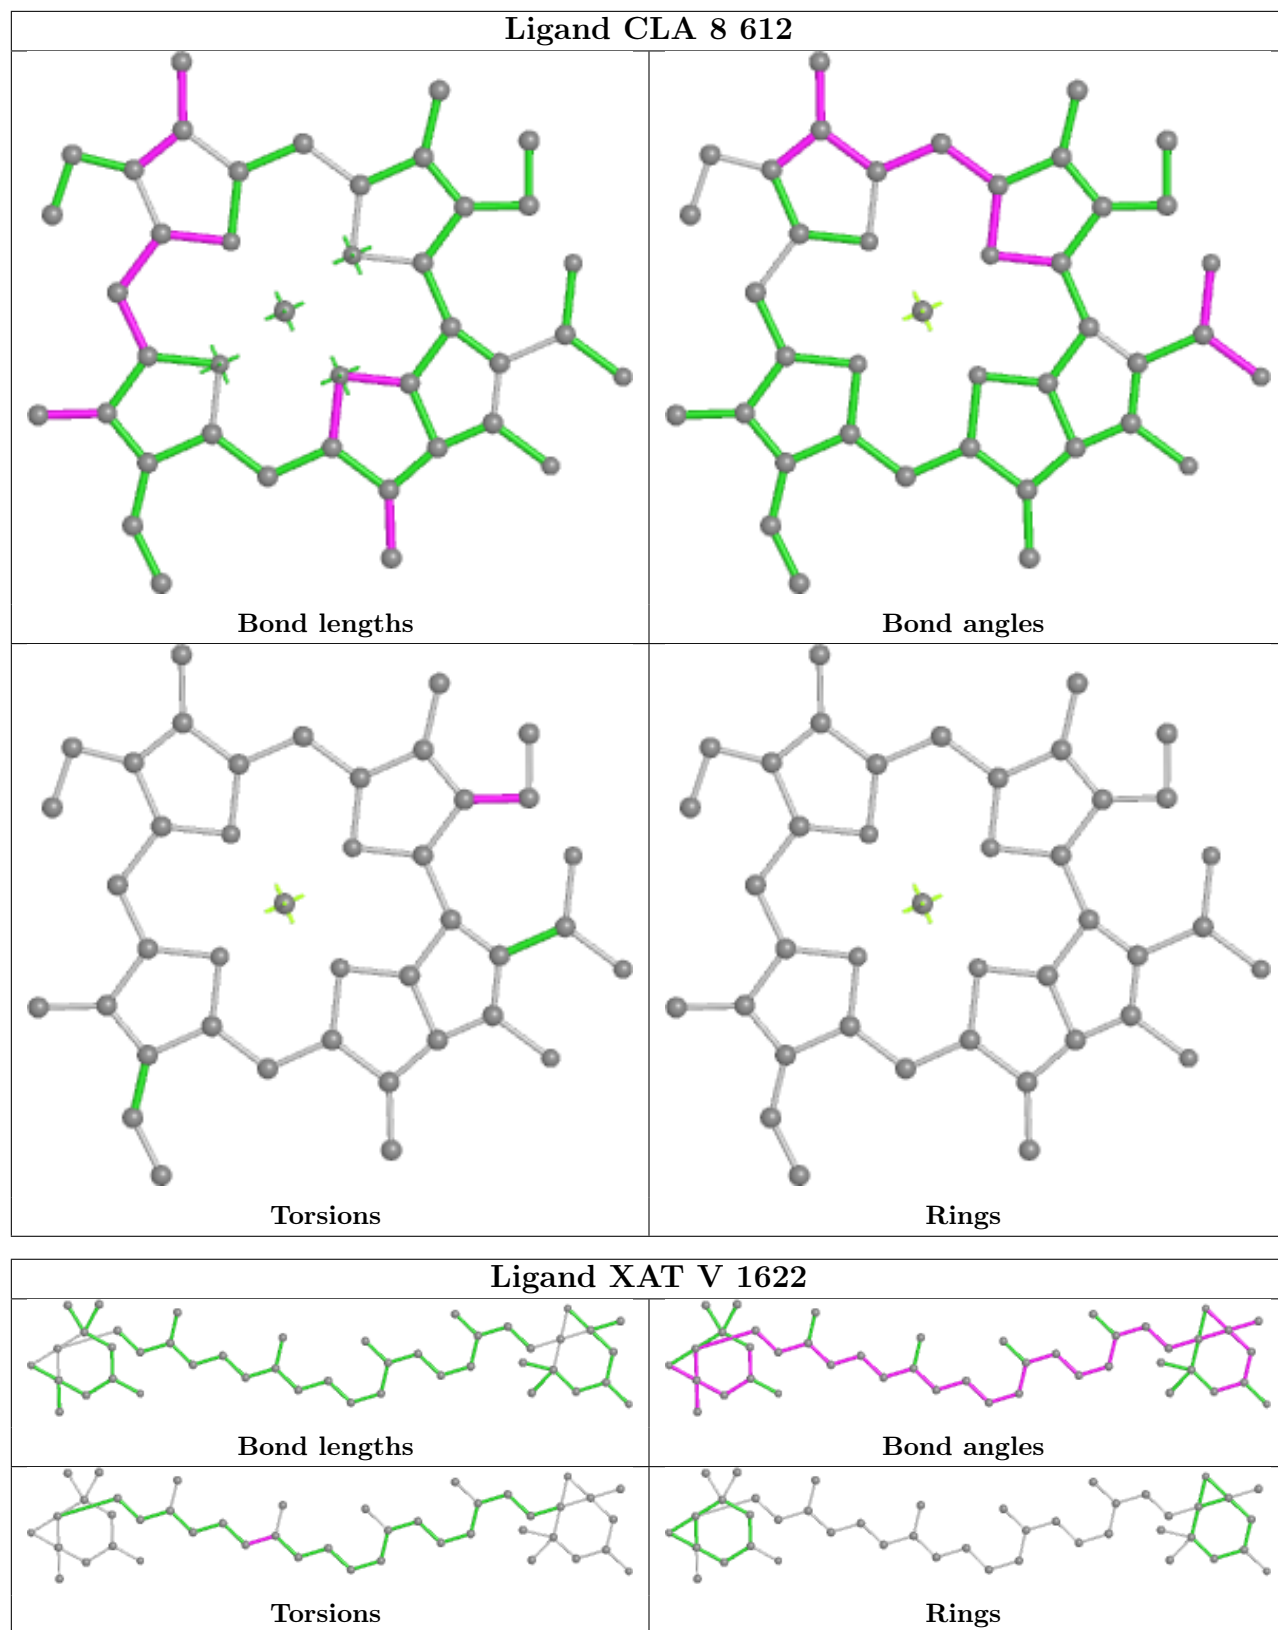 Ligand CLA 8 612
Bond lengths
Bond angles
Torsions
Rings
Ligand XAT V 1622
Bond lengths
Bond angles
Torsions
Rings